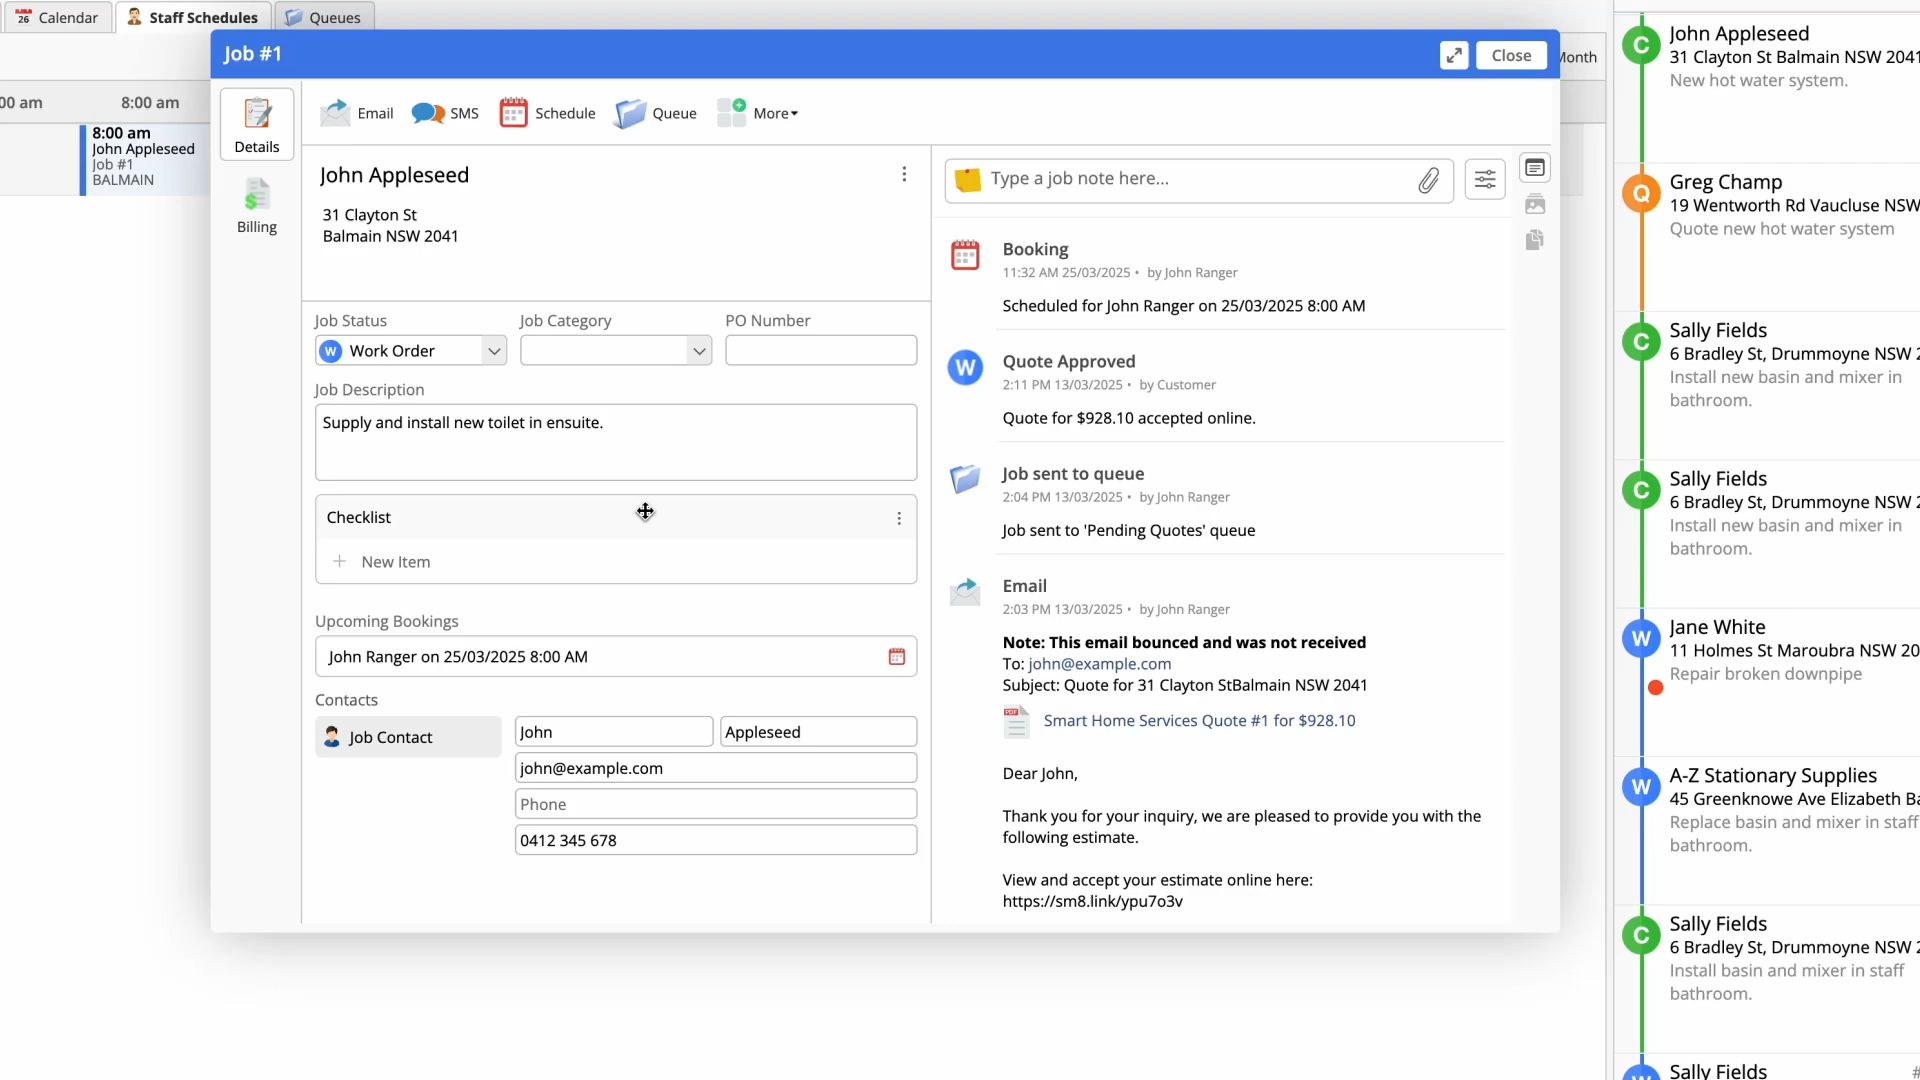 26 Calendar
Staff Schedules
Queues
Job #1
Close
Month
00 am
8:00 am
8:00 am
John Appleseed
Job #1
BALMAIN
Details
Billing
Email
SMS
Schedule
Queue
More
John Appleseed
31 Clayton St
Balmain NSW 2041
Job Status
Job Category
PO Number
W Work Order
Job Description
Supply and install new toilet in ensuite.
Checklist
New Item
Upcoming Bookings
John Ranger on 25/03/2025 8:00 AM
Contacts
Job Contact
John
Appleseed
john@example.com
Phone
0412 345 678
Type a job note here...
Booking
11:32 AM 25/03/2025 • by John Ranger
Scheduled for John Ranger on 25/03/2025 8:00 AM
W
Quote Approved
2:11 PM 13/03/2025 • by Customer
Quote for $928.10 accepted online.
Job sent to queue
2:04 PM 13/03/2025 • by John Ranger
Job sent to 'Pending Quotes' queue
Email
2:03 PM 13/03/2025 • by John Ranger
Note: This email bounced and was not received
To: john@example.com
Subject: Quote for 31 Clayton StBalmain NSW 2041
PDF
Smart Home Services Quote #1 for $928.10
Dear John,
Thank you for your inquiry, we are pleased to provide you with the
following estimate.
View and accept your estimate online here:
https://sm8.link/ypu7o3v
C
John Appleseed
31 Clayton St Balmain NSW 2041
New hot water system.
Q
Greg Champ
19 Wentworth Rd Vaucluse NSW
Quote new hot water system
C
Sally Fields
6 Bradley St, Drummoyne NSW 2
Install new basin and mixer in
bathroom.
C
Sally Fields
6 Bradley St, Drummoyne NSW 2
Install new basin and mixer in
bathroom.
W
Jane White
11 Holmes St Maroubra NSW 20
Repair broken downpipe
W
A-Z Stationary Supplies
45 Greenknowe Ave Elizabeth Ba
Replace basin and mixer in staff
bathroom.
C
Sally Fields
6 Bradley St, Drummoyne NSW 2
Install basin and mixer in staff
bathroom.
W
Sally Fields
#